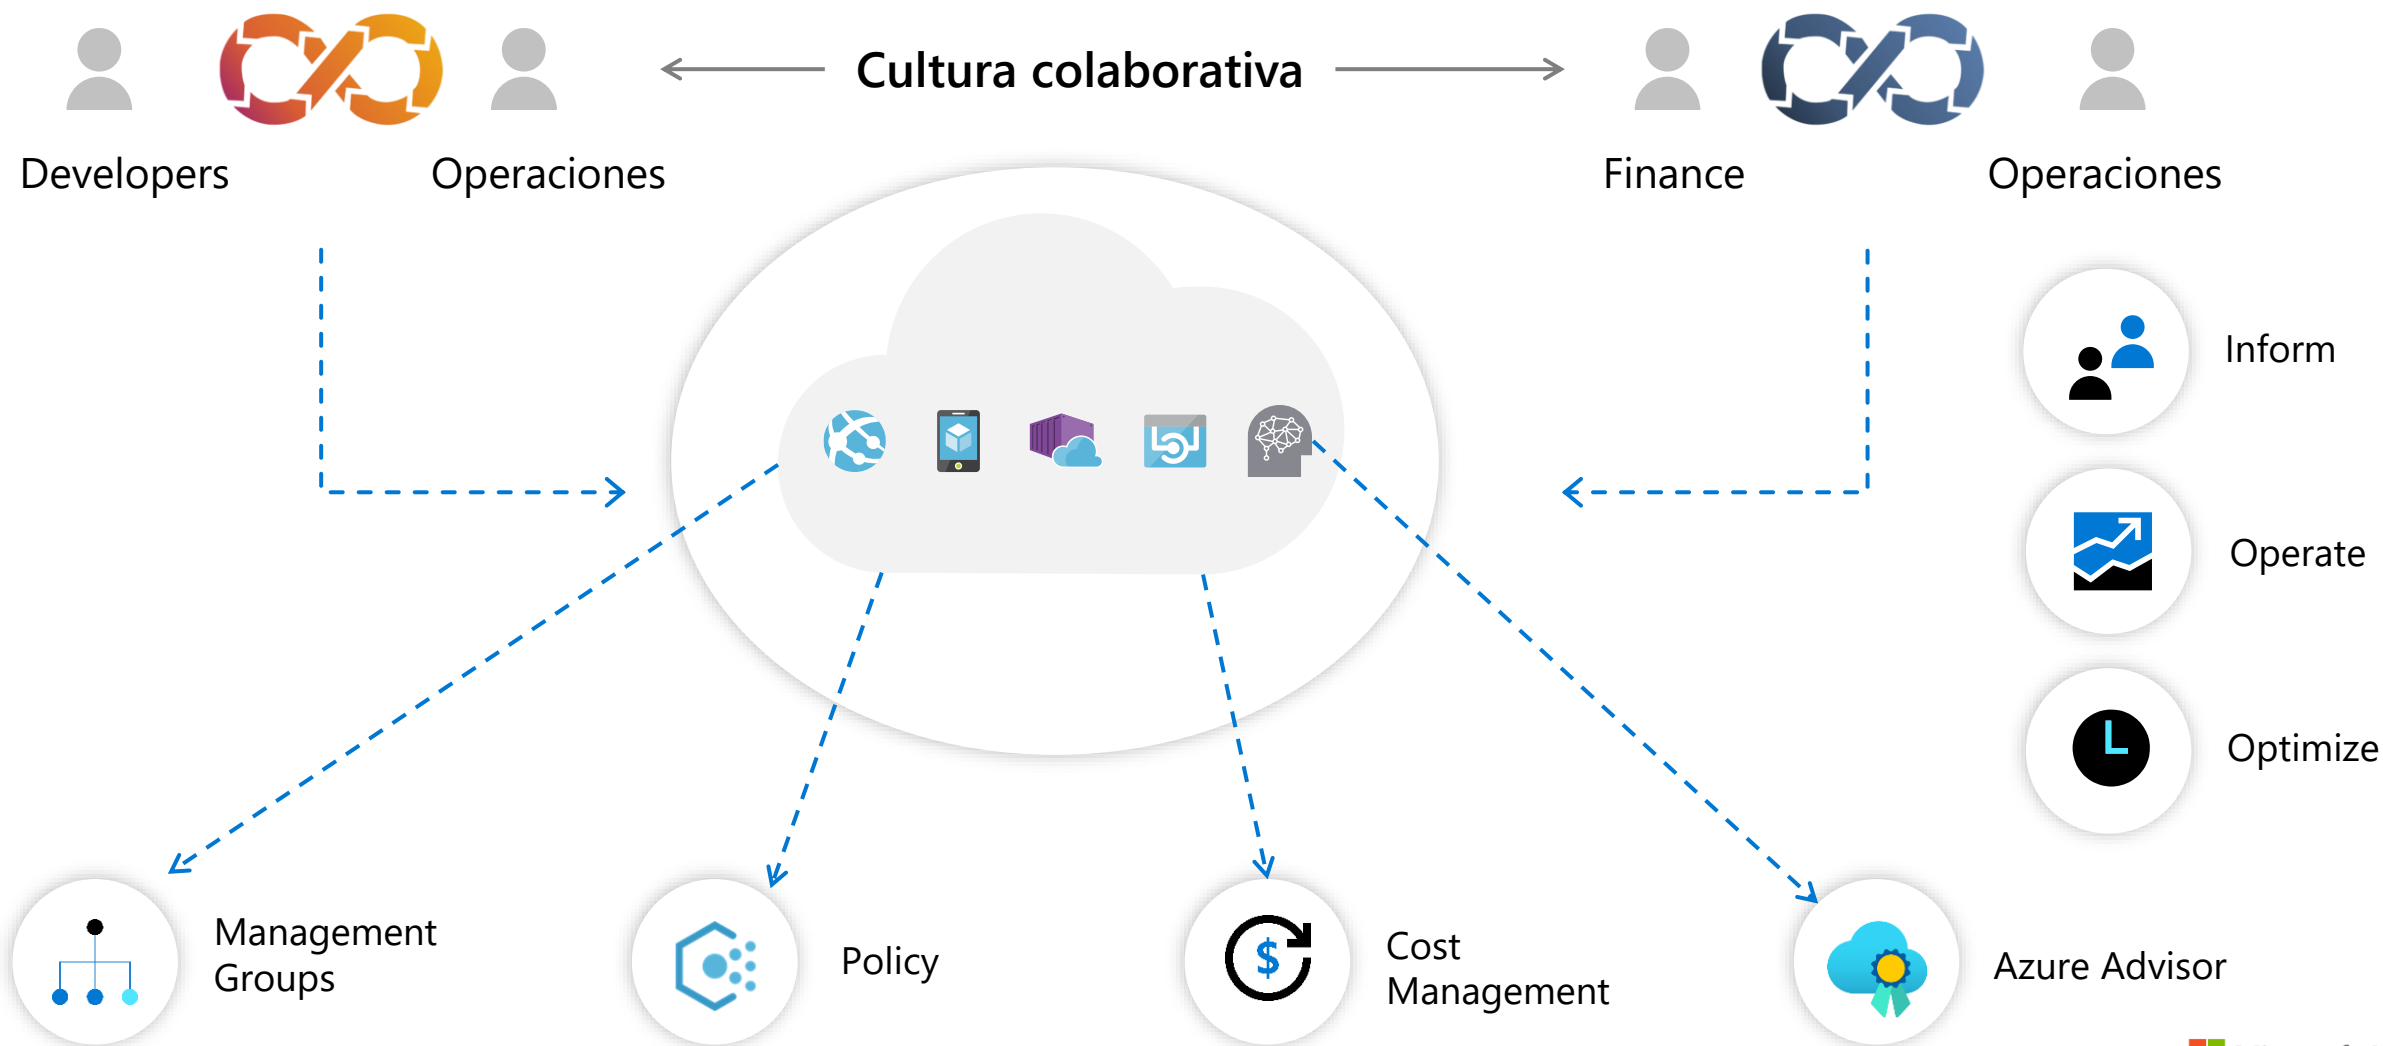 Cultura colaborativa
Developers
Operaciones
Finance
Operaciones
Inform
Operate
Optimize
Management
Groups
Policy
$
Cost
Management
Azure Advisor